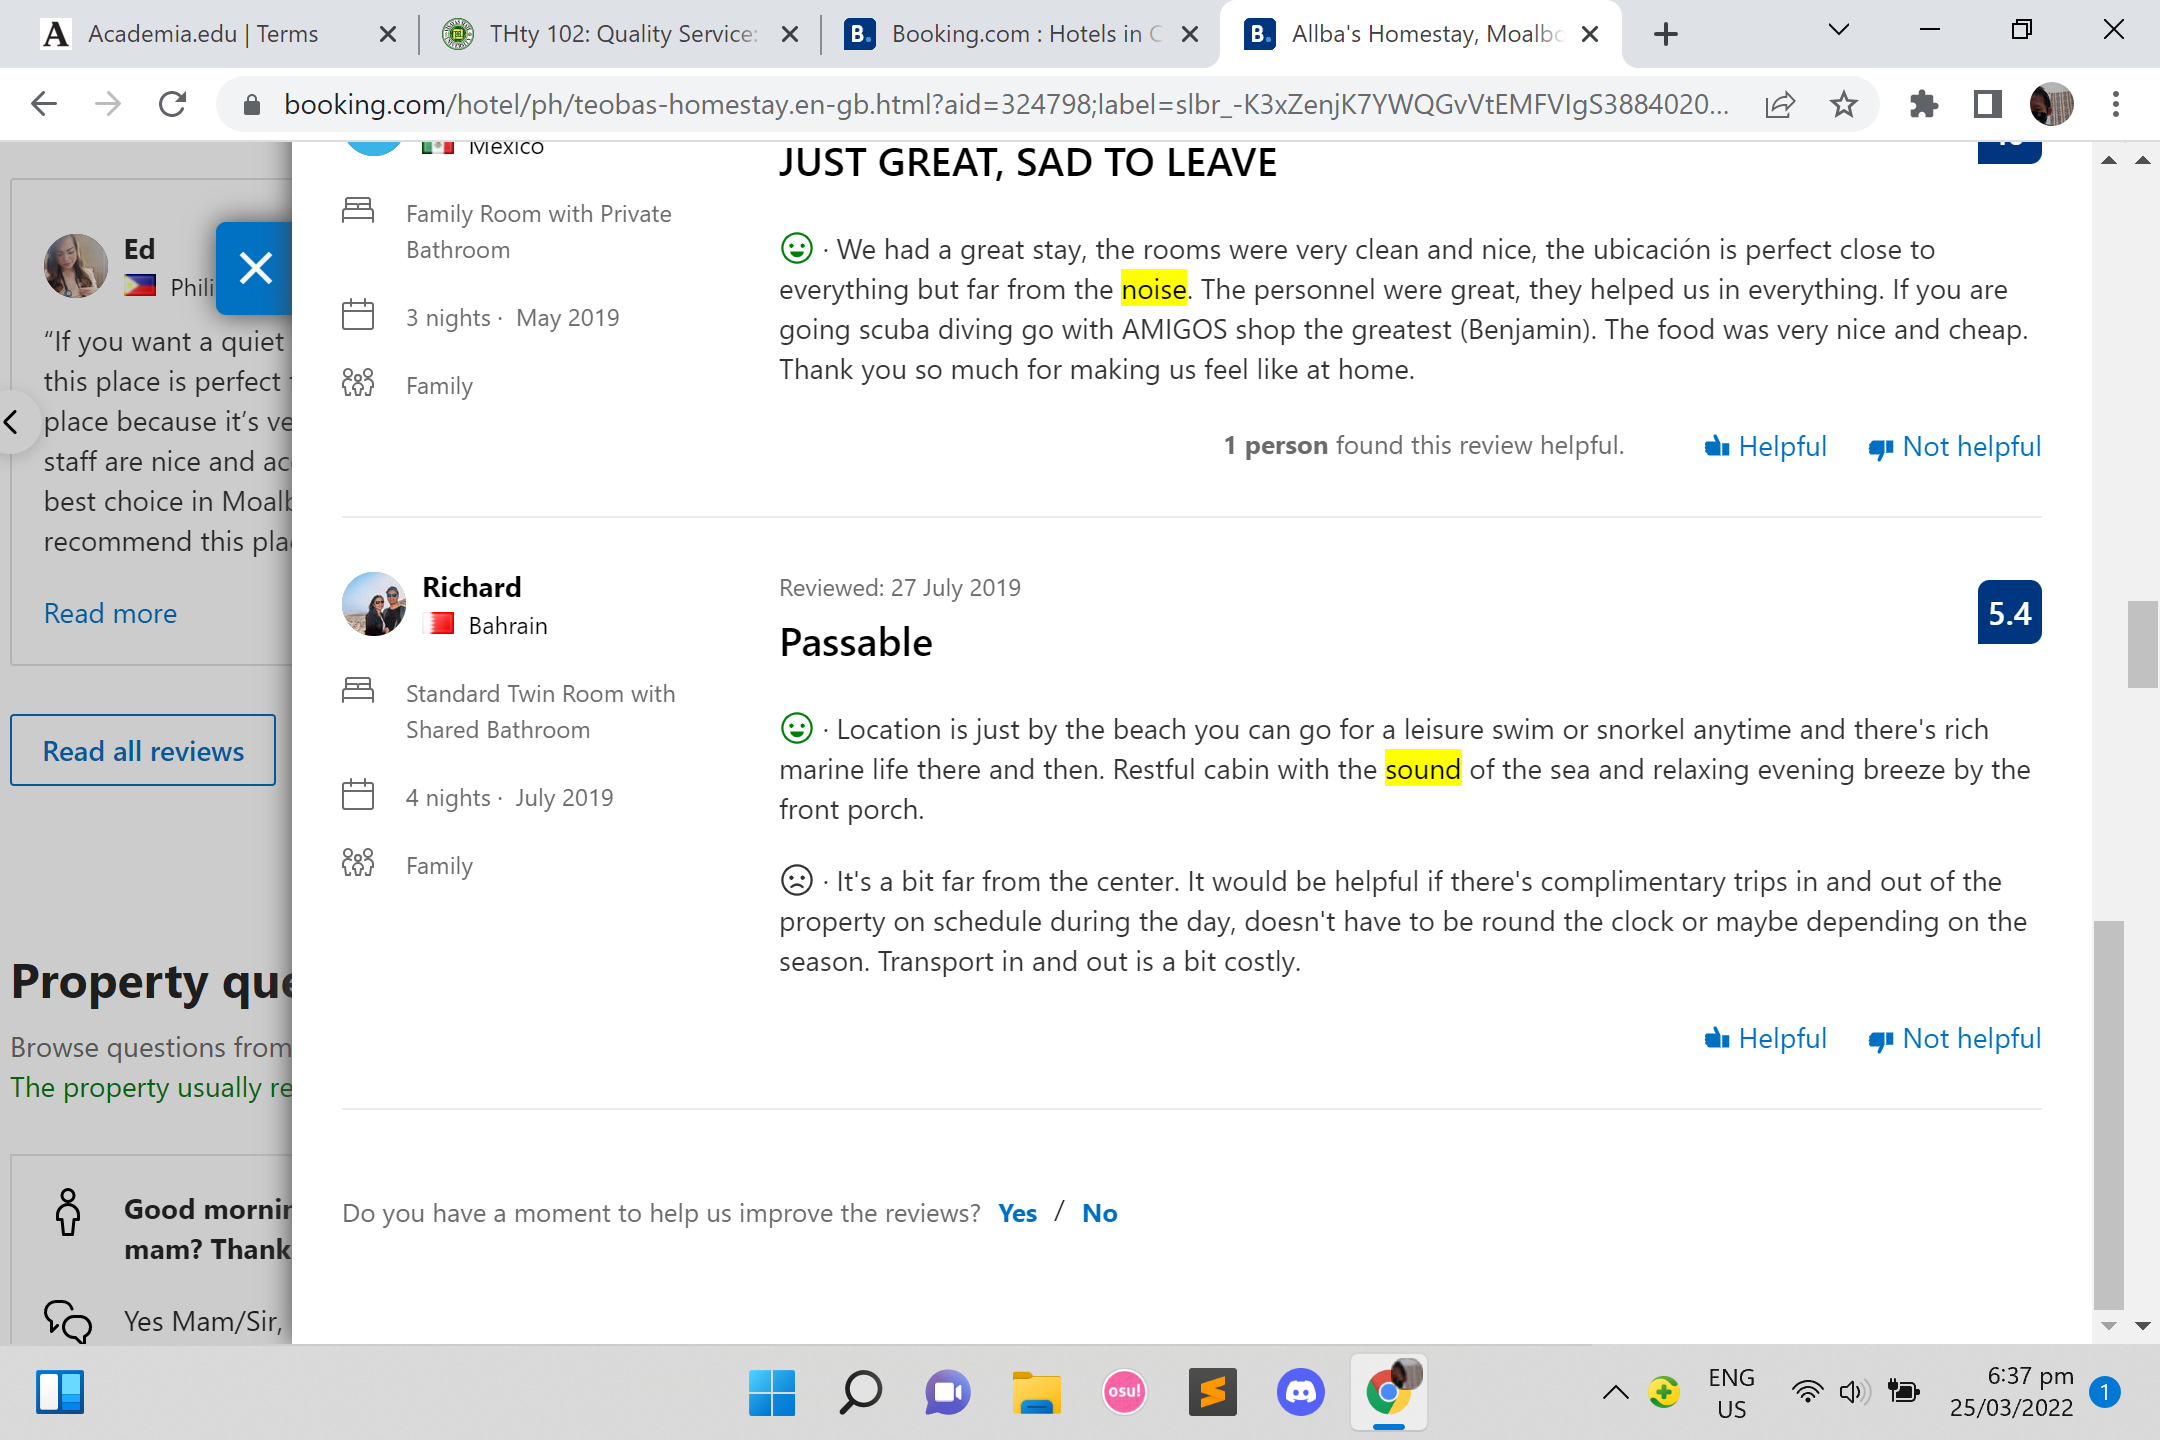 Academia.edu | Terms
THty 102: Quality Service:
Booking.com : Hotels in C
Allba's Homestay, Moalbo
booking.com/hotel/ph/teobas-homestay.en-gb.html?aid=324798;label=slbr_-K3xZenjK7YWQGvVtEMFVIgS3884020...
Ed
Phili
“If you want a quiet
this place is perfect
place because it’s ve
staff are nice and ac
best choice in Moalb
recommend this pla
Read more
Read all reviews
Property que
Browse questions from
The property usually re
Good mornin
mam? Thank
Yes Mam/Sir,
Mexico
Family Room with Private
Bathroom
3 nights · May 2019
Family
JUST GREAT, SAD TO LEAVE
· We had a great stay, the rooms were very clean and nice, the ubicación is perfect close to
everything but far from the noise. The personnel were great, they helped us in everything. If you are
going scuba diving go with AMIGOS shop the greatest (Benjamin). The food was very nice and cheap.
Thank you so much for making us feel like at home.
1 person found this review helpful.
Helpful
Not helpful
Richard
Bahrain
Standard Twin Room with
Shared Bathroom
4 nights · July 2019
Family
Reviewed: 27 July 2019
5.4
Passable
· Location is just by the beach you can go for a leisure swim or snorkel anytime and there's rich
marine life there and then. Restful cabin with the sound of the sea and relaxing evening breeze by the
front porch.
· It's a bit far from the center. It would be helpful if there's complimentary trips in and out of the
property on schedule during the day, doesn't have to be round the clock or maybe depending on the
season. Transport in and out is a bit costly.
Helpful
Not helpful
Do you have a moment to help us improve the reviews? Yes / No
osu!
ENG
US
6:37 pm
25/03/2022
1